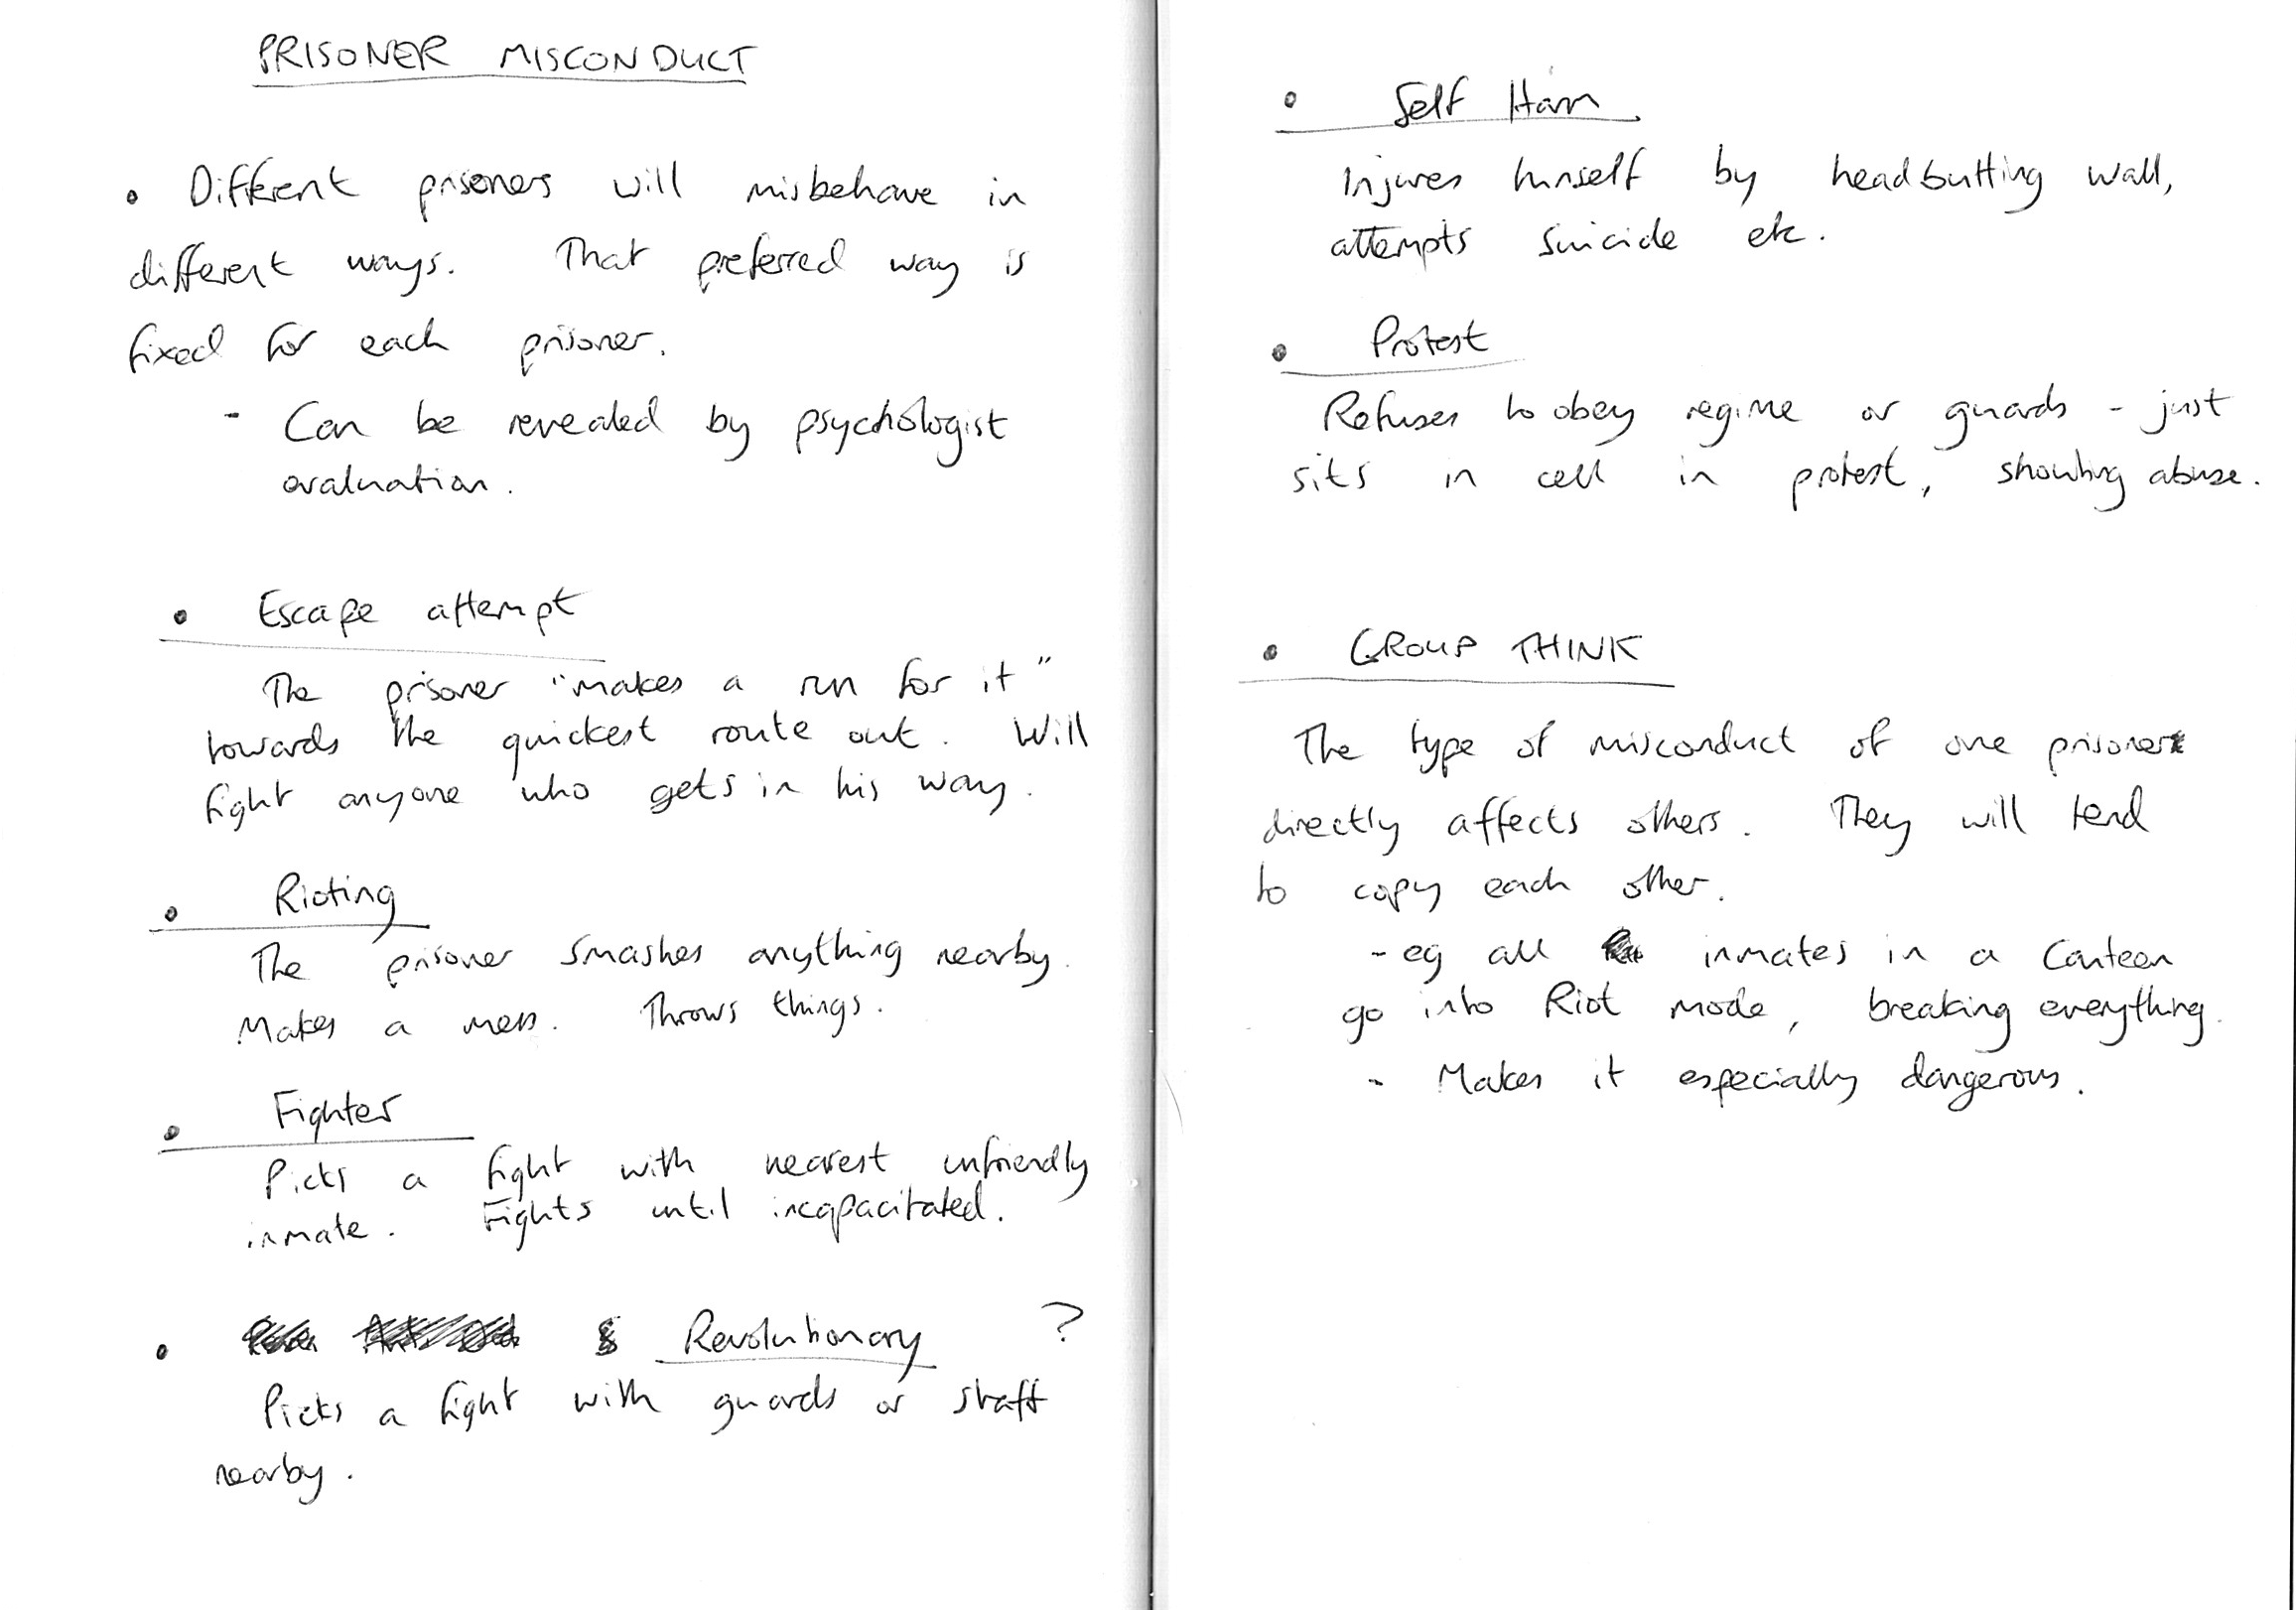 PRISONER MISCONDUCT
• Different prisoners will misbehave in
different ways. That preferred way is
fixed for each prisoner.
- Can be revealed by psychologist
evaluation.
• Escape attempt
The prisoner "makes a run for it"
towards the quickest route out. Will
fight anyone who gets in his way.
• Rioting
The prisoner smashes anything nearby.
Makes a mess. Throws things.
• Fighter
Picks a fight with nearest unfriendly
inmate. Fights until incapacitated.
• Revolutionary ?
Picks a fight with guards or staff
nearby.
• Self Harm
Injures himself by headbutting wall,
attempts suicide etc.
• Protest
Refuses to obey regime or guards - just
sits in cell in protest, shouting abuse.
• GROUP THINK
The type of misconduct of one prisoner
directly affects others. They will tend
to copy each other.
- eg all inmates in a Canteen
go into Riot mode, breaking everything.
- Makes it especially dangerous.